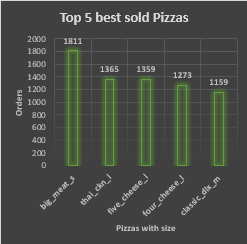 Top 5 best sold Pizzas
Orders
2000
1800
1600
1400
1200
1000
800
600
400
200
0
1811
1365
1359
1273
1159
big_meat_s
thai_ckn_l
five_cheese_l
four_cheese_l
classic_dlx_m
Pizzas with size